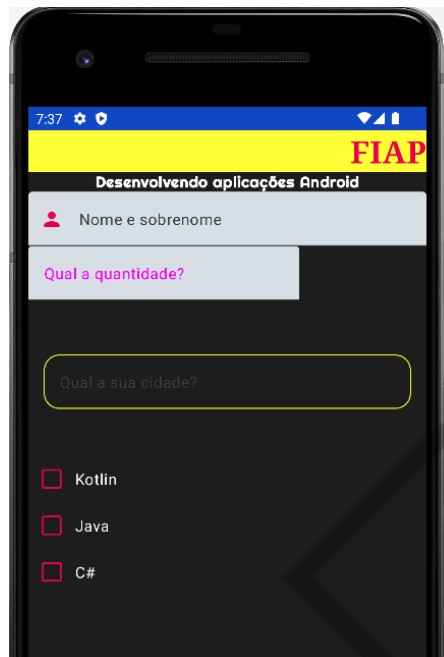 7:37
FIAP
Desenvolvendo aplicações Android
Nome e sobrenome
Qual a quantidade?
Qual a sua cidade?
Kotlin
Java
C#